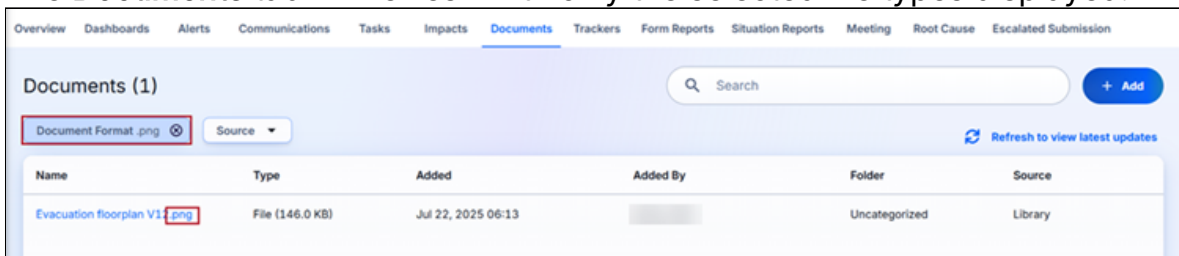 Overview Dashboards Alerts Communications Tasks Impacts Documents Trackers Form Reports Situation Reports Meeting Root Cause Escalated Submission
Documents (1)
Search
+ Add
Document Format .png
Source
Refresh to view latest updates
Name Type Added Added By Folder Source
Evacuation floorplan V12.png File (146.0 KB) Jul 22, 2025 06:13 Uncategorized Library